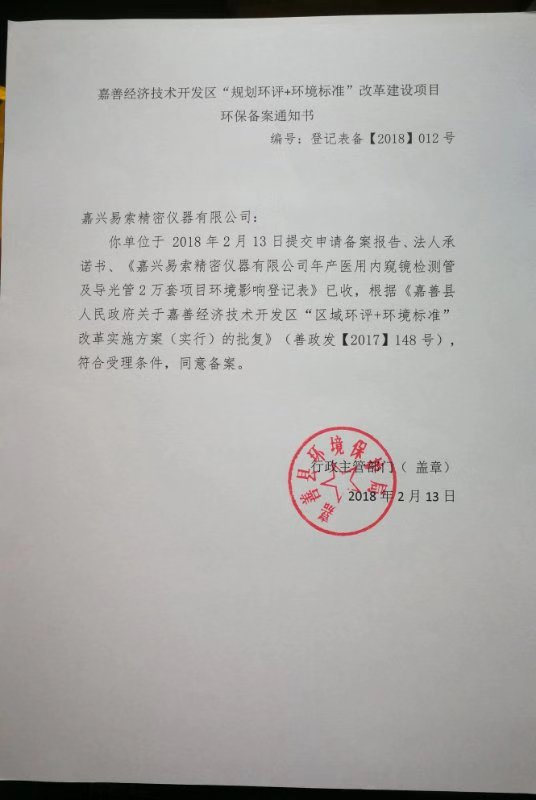 嘉善经济技术开发区“规划环评+环境标准”改革建设项目
环保备案通知书
编号：登记表备【2018】012 号
嘉兴易索精密仪器有限公司：
你单位于 2018 年 2 月 13 日提交申请备案报告、法人承
诺书、《嘉兴易索精密仪器有限公司年产医用内窥镜检测管
及导光管 2 万套项目环境影响登记表》已收，根据《嘉善县
人民政府关于嘉善经济技术开发区“区域环评+环境标准”
改革实施方案（实行）的批复》（善政发【2017】148 号），
符合受理条件，同意备案。
行政主管部门（ 盖章）
2018 年 2 月 13 日
嘉善县环境保护局